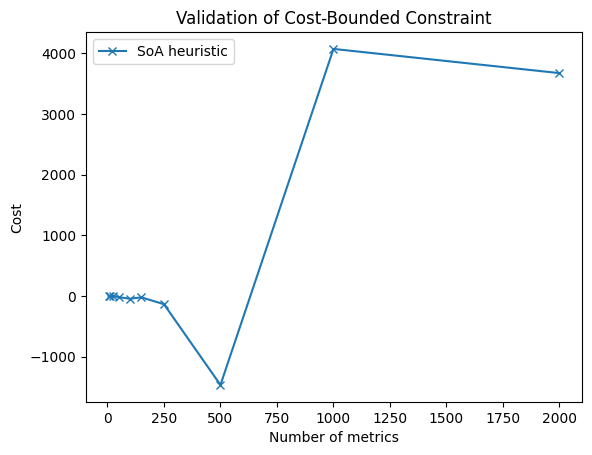 Validation of Cost-Bounded Constraint
SoA heuristic
4000
3000
2000
1000
0
−1000
Cost
0 250 500 750 1000 1250 1500 1750 2000
Number of metrics